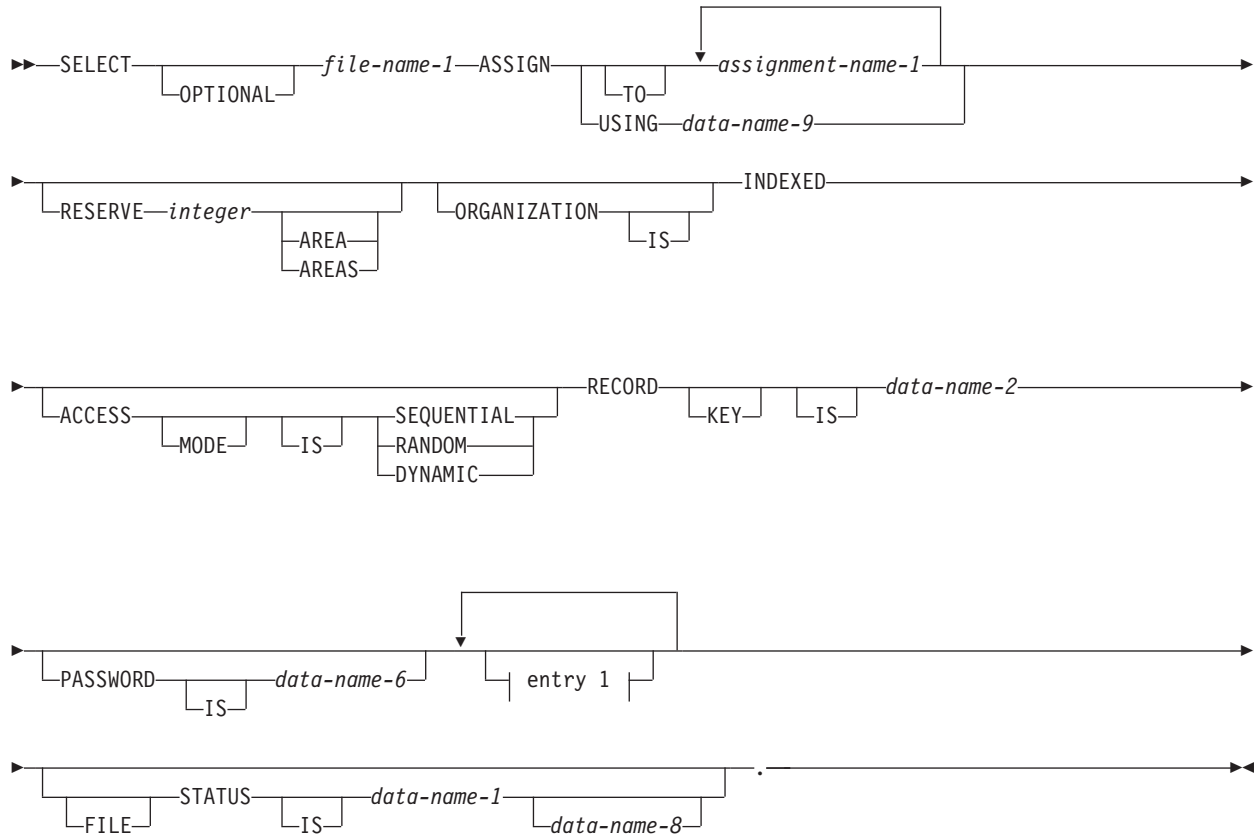 SELECT file-name-1 ASSIGN assignment-name-1
OPTIONAL TO
USING data-name-9
INDEXED
RESERVE integer ORGANIZATION
AREA IS
AREAS
RECORD data-name-2
ACCESS SEQUENTIAL KEY IS
MODE IS RANDOM
DYNAMIC
PASSWORD data-name-6 entry 1
IS
.
STATUS data-name-1
FILE IS data-name-8